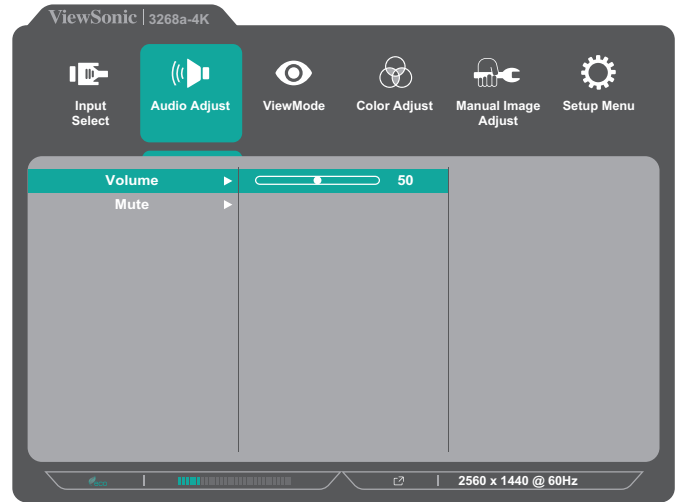 ViewSonic | 3268a-4K
Input Select
Audio Adjust
ViewMode
Color Adjust
Manual Image Adjust
Setup Menu
Volume 50
Mute
eco
2560 x 1440 @ 60Hz